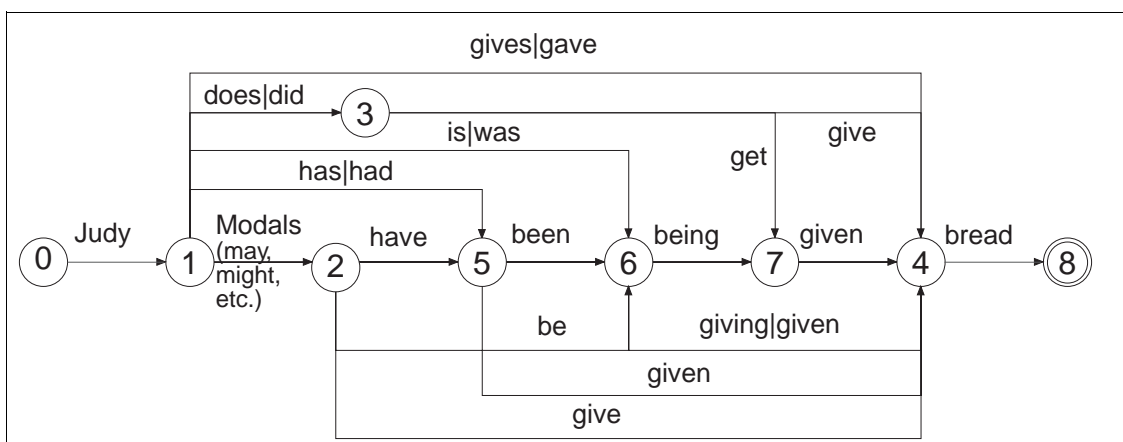 gives|gave
does|did
3
is|was
give
get
has|had
Judy
Modals
(may,
might,
etc.)
have
been
being
given
bread
0
1
2
5
6
7
4
8
be
giving|given
given
give